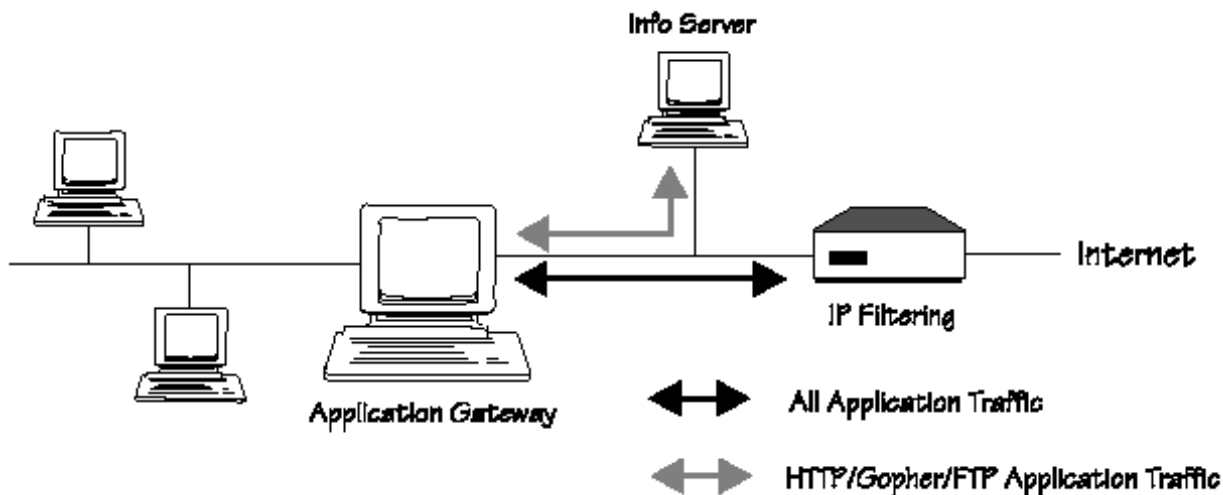 Info Server
Internet
IP Filtering
Application Gateway
All Application Traffic
HTTP/Gopher/FTP Application Traffic